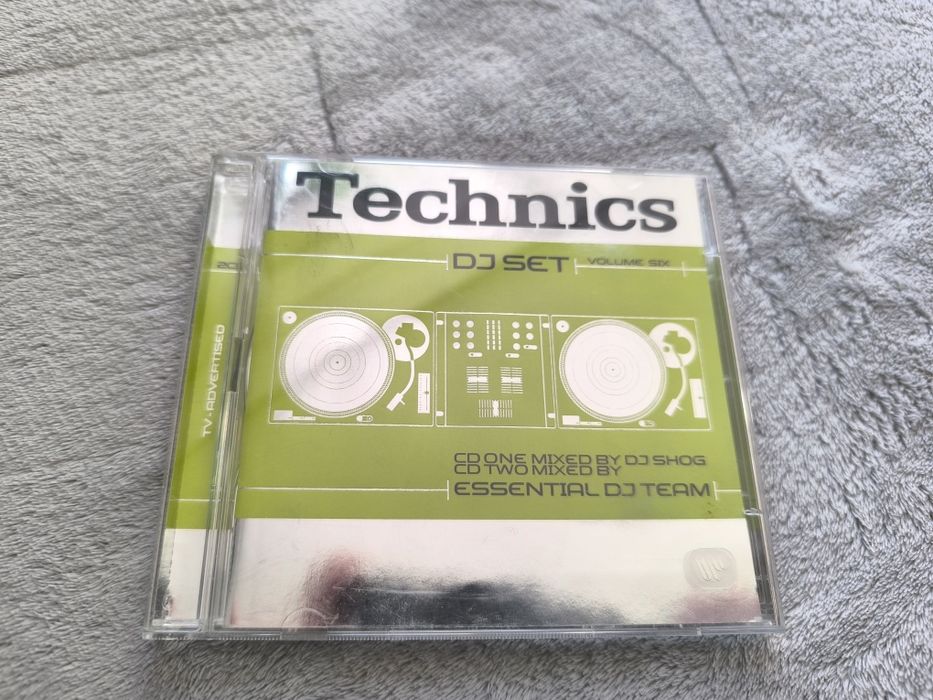 Technics
DJ SET
VOLUME SIX
TV • ADVERTISED
CD ONE MIXED BY DJ SHOG
CD TWO MIXED BY
ESSENTIAL DJ TEAM